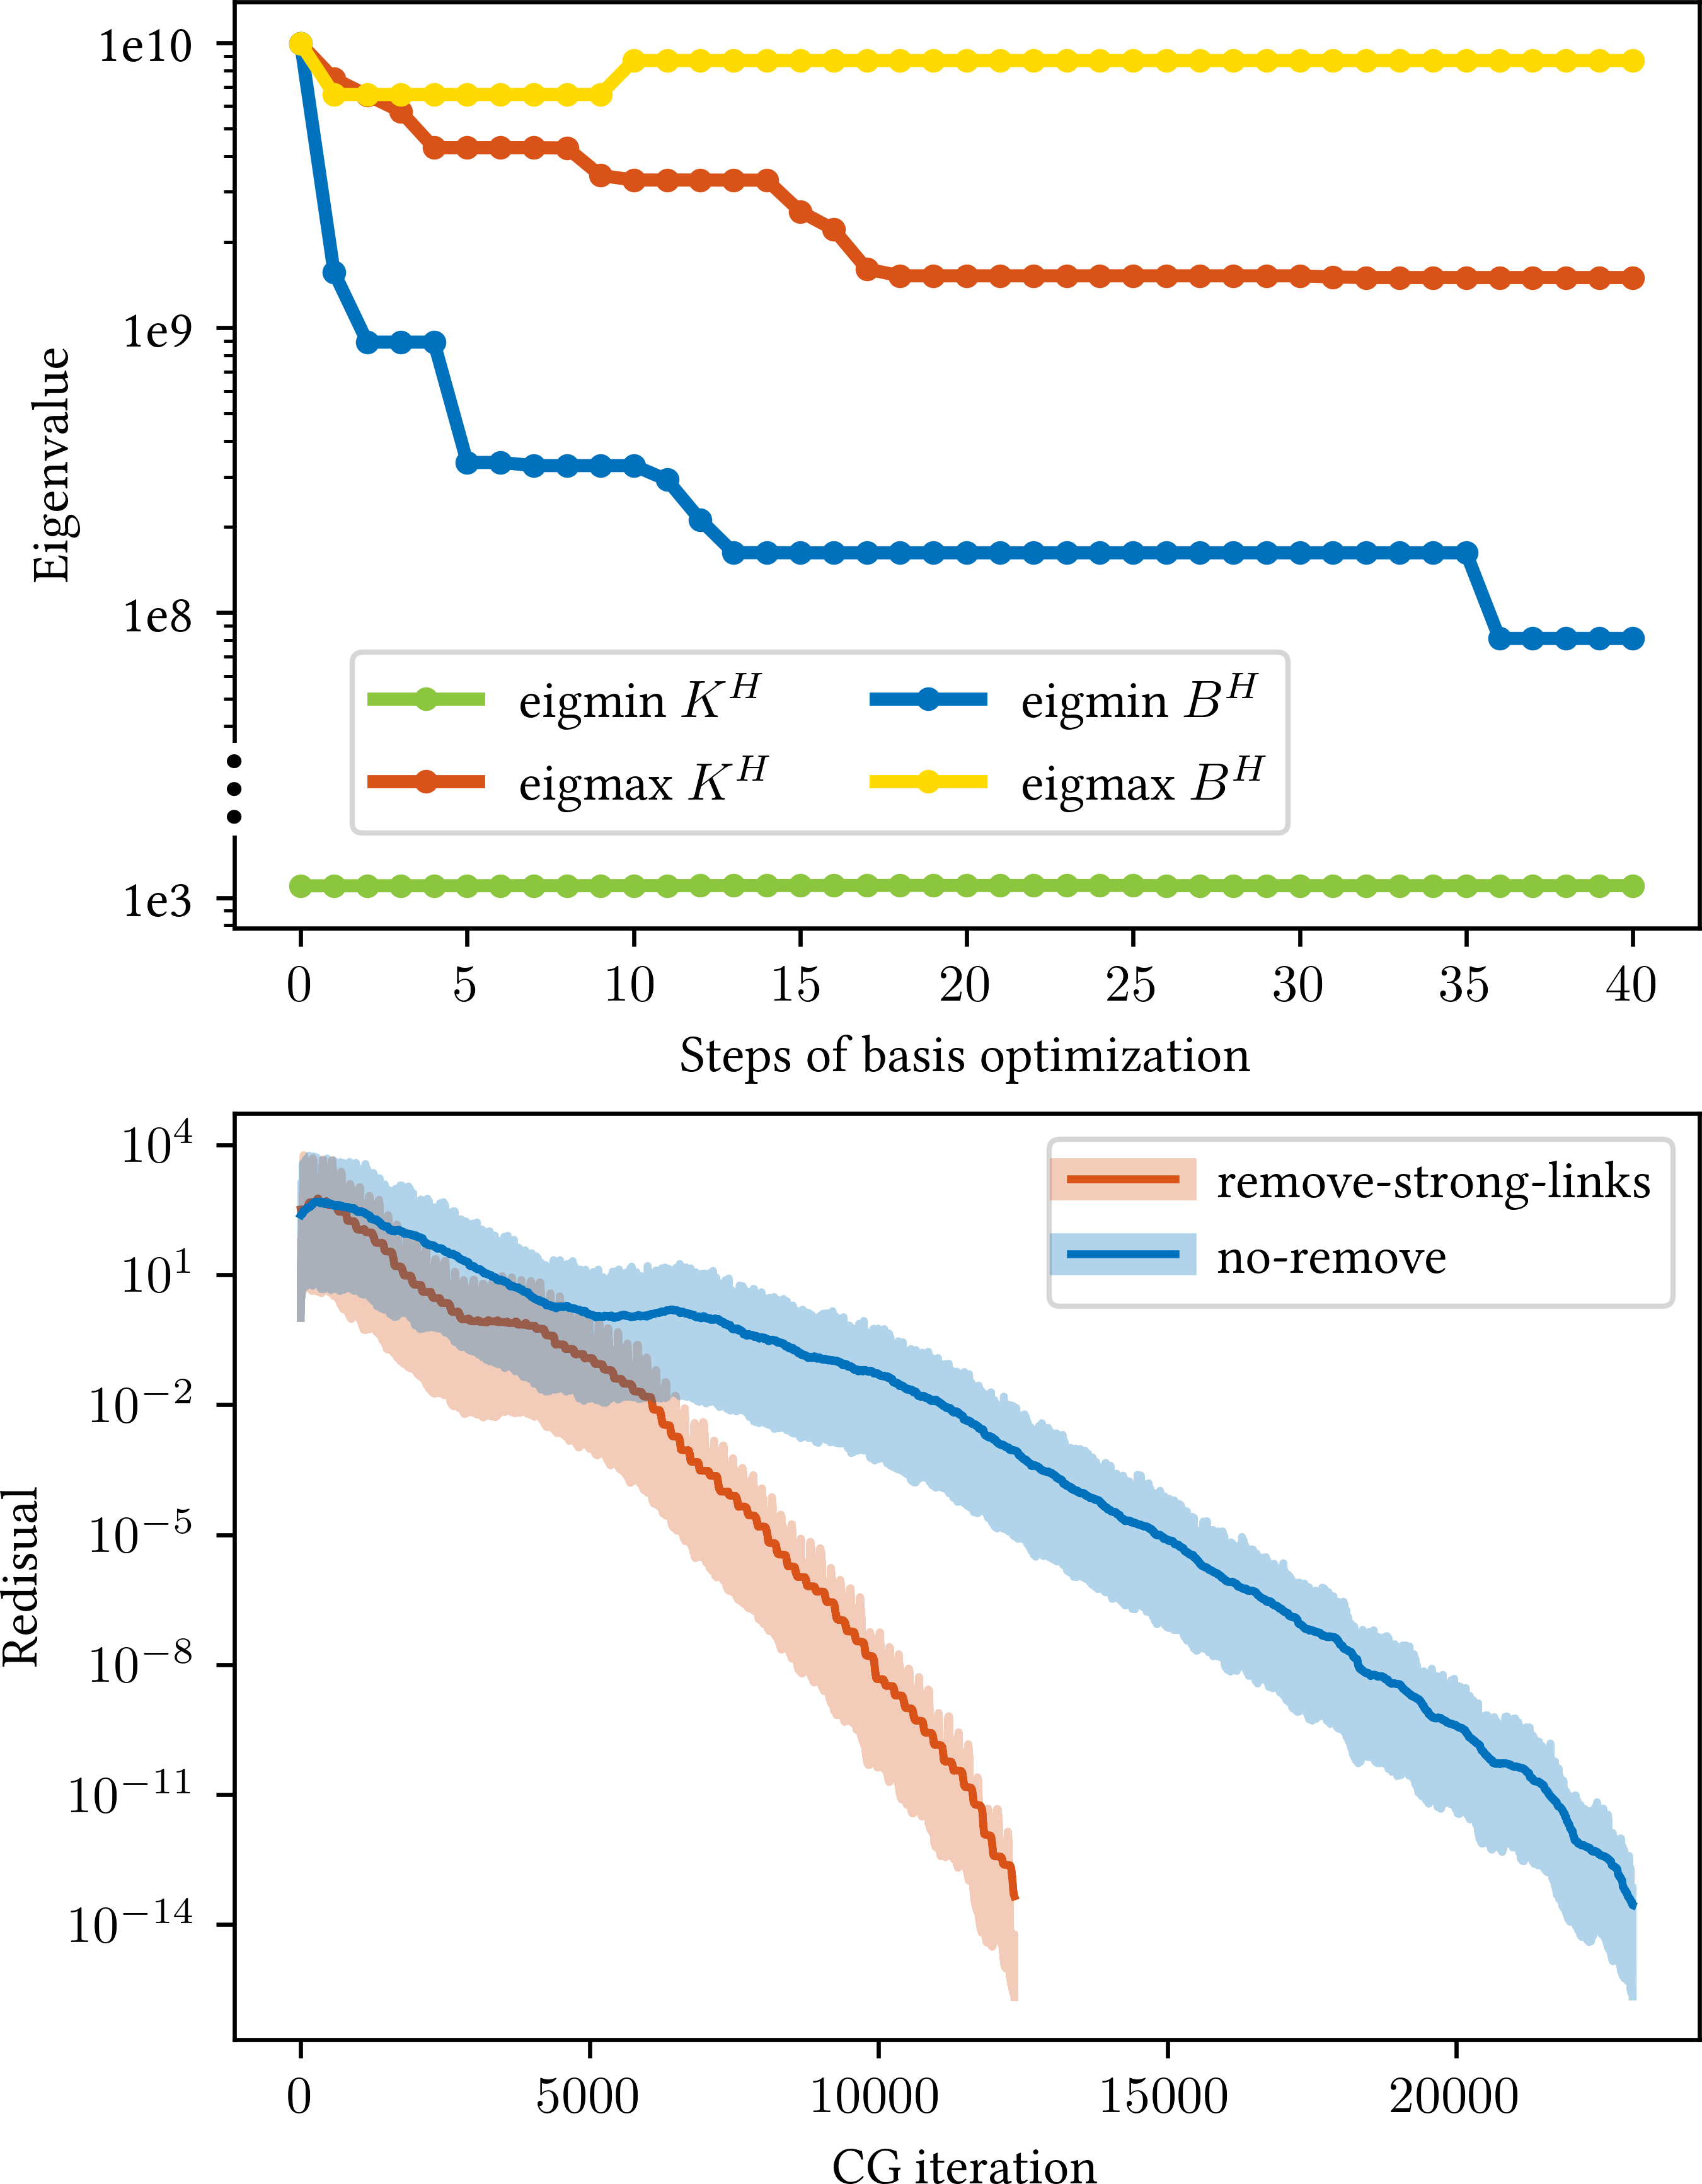 1e10
1e9
1e8
1e3
Eigenvalue
eigmin K^H
eigmin B^H
eigmax K^H
eigmax B^H
0 5 10 15 20 25 30 35 40
Steps of basis optimization
10^4
10^1
10^−2
10^−5
10^−8
10^−11
10^−14
Redisual
remove-strong-links
no-remove
0 5000 10000 15000 20000
CG iteration